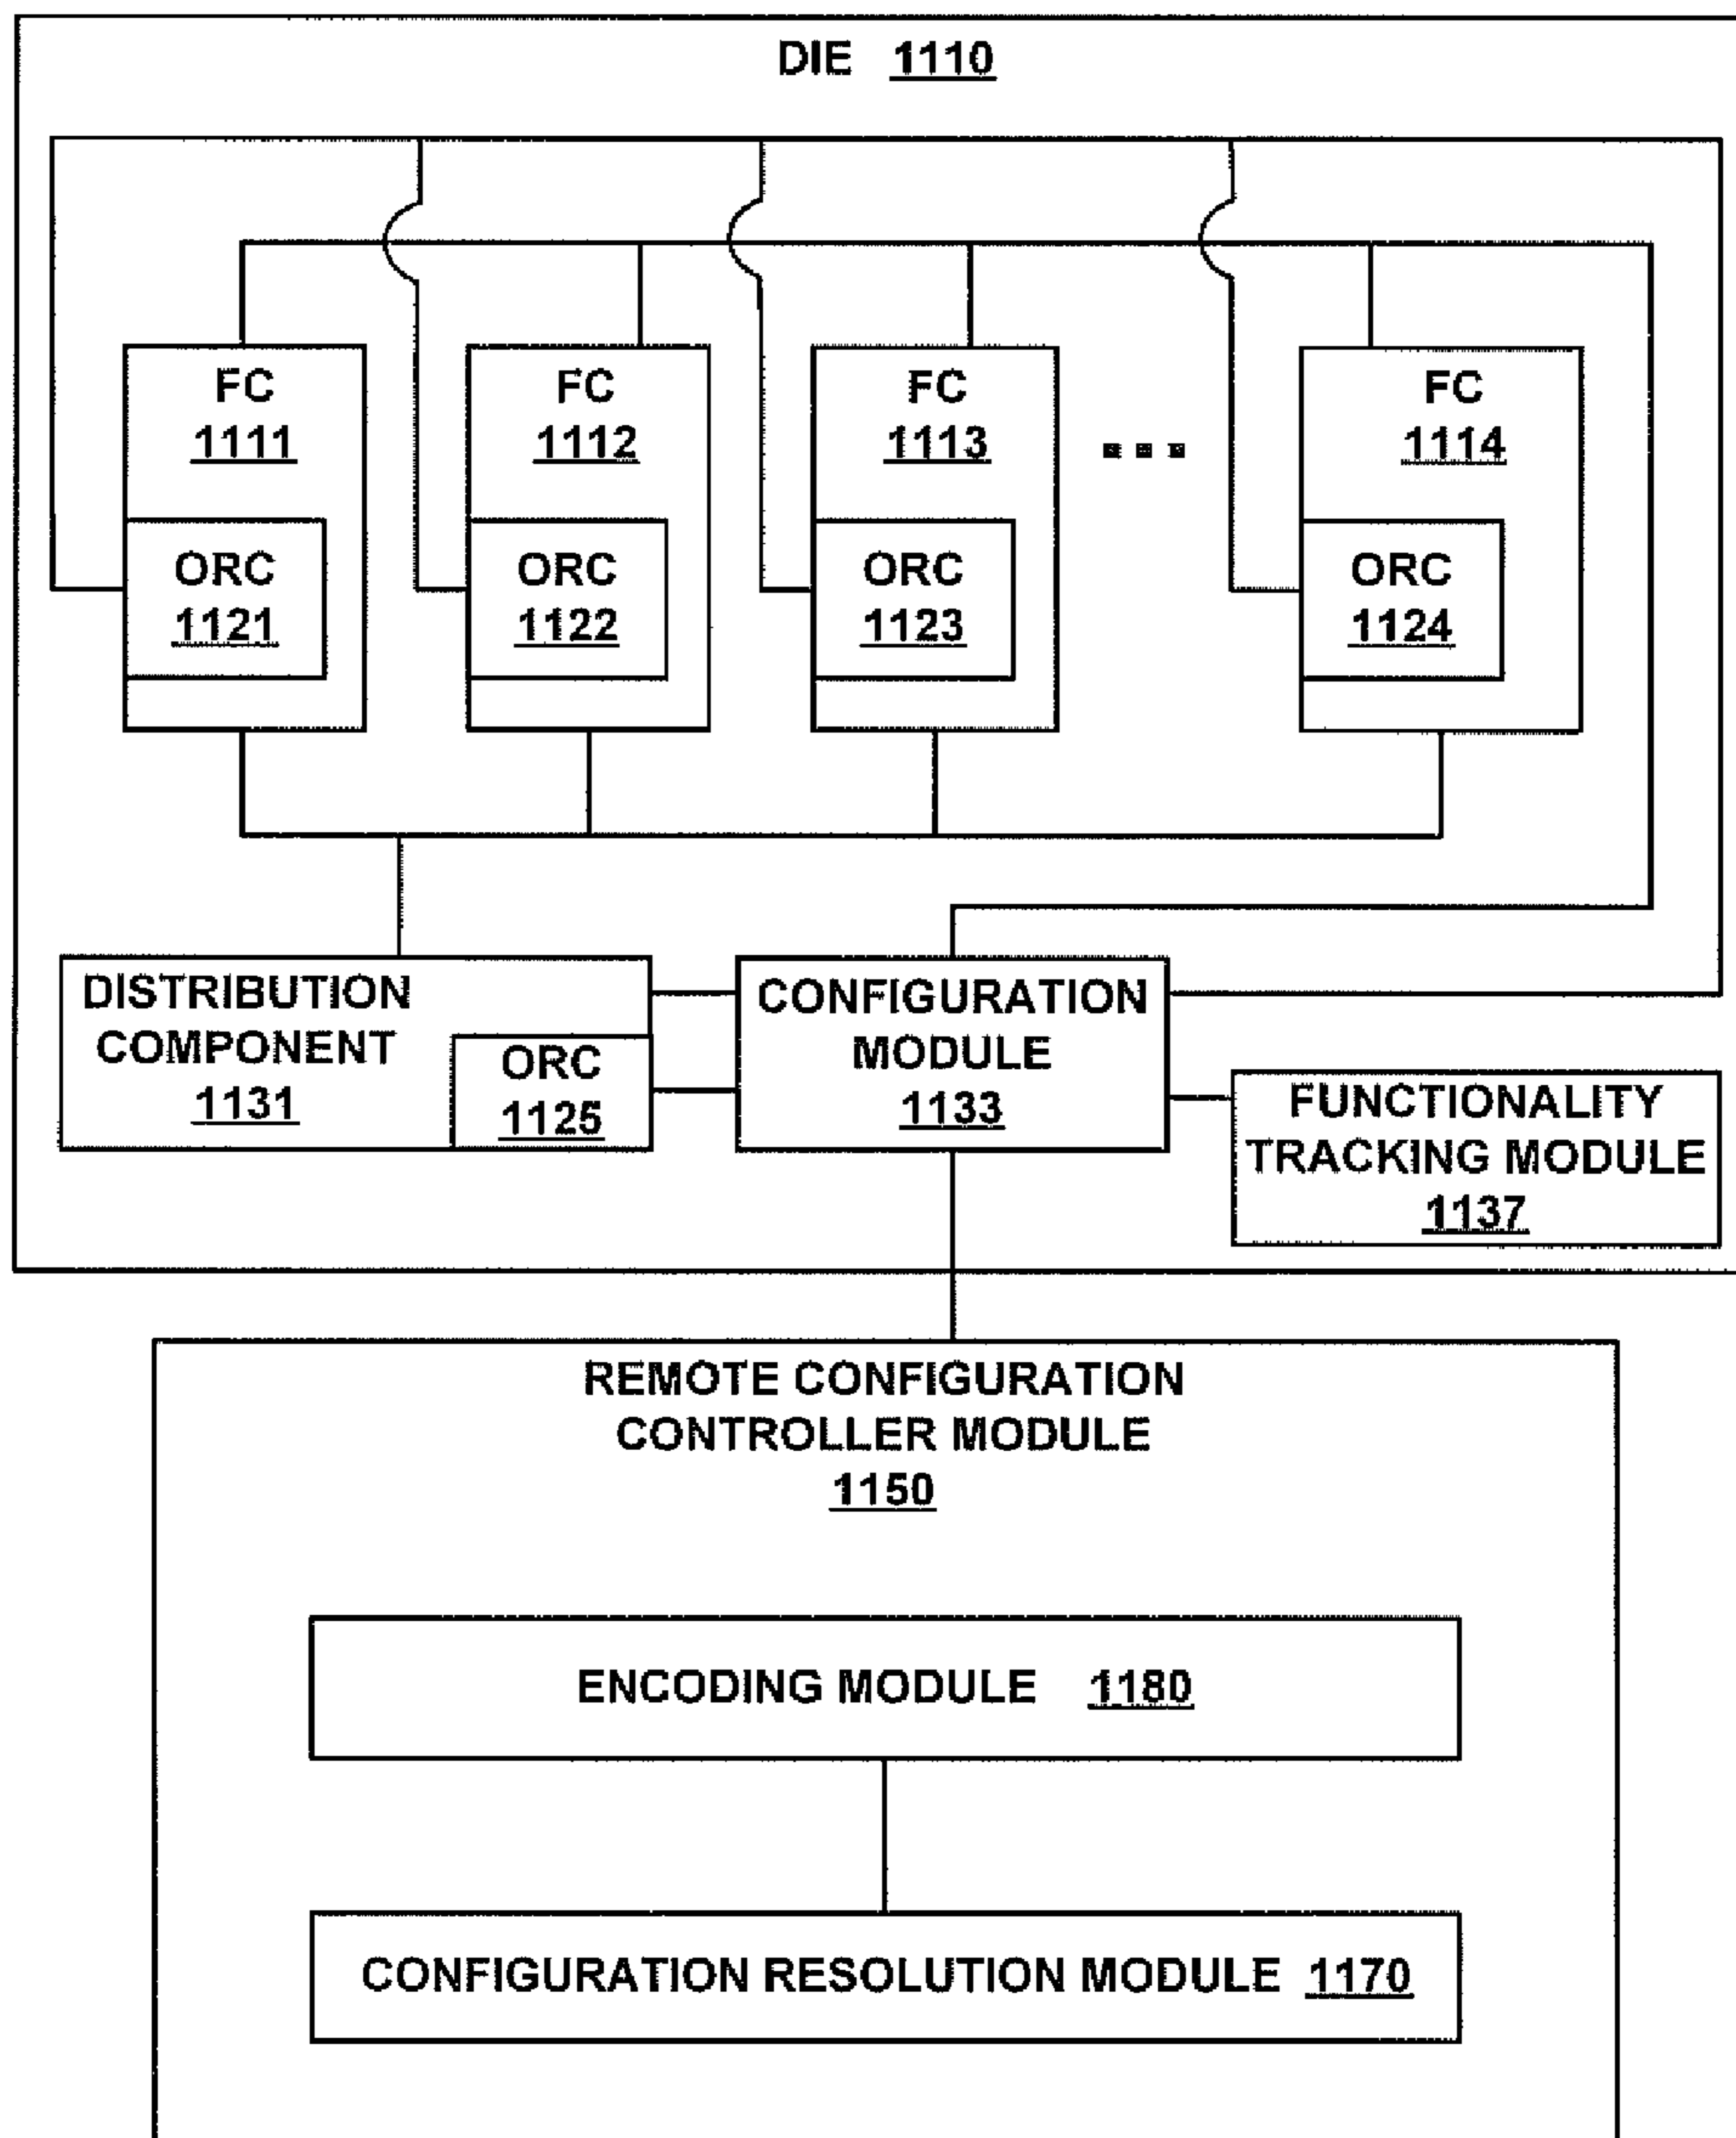 DIE 1110
FC
1111
FC
1112
FC
1113
FC
1114
ORC
1121
ORC
1122
ORC
1123
ORC
1124
DISTRIBUTION
COMPONENT
1131
ORC
1125
CONFIGURATION
MODULE
1133
FUNCTIONALITY
TRACKING MODULE
1137
REMOTE CONFIGURATION
CONTROLLER MODULE
1150
ENCODING MODULE 1180
CONFIGURATION RESOLUTION MODULE 1170